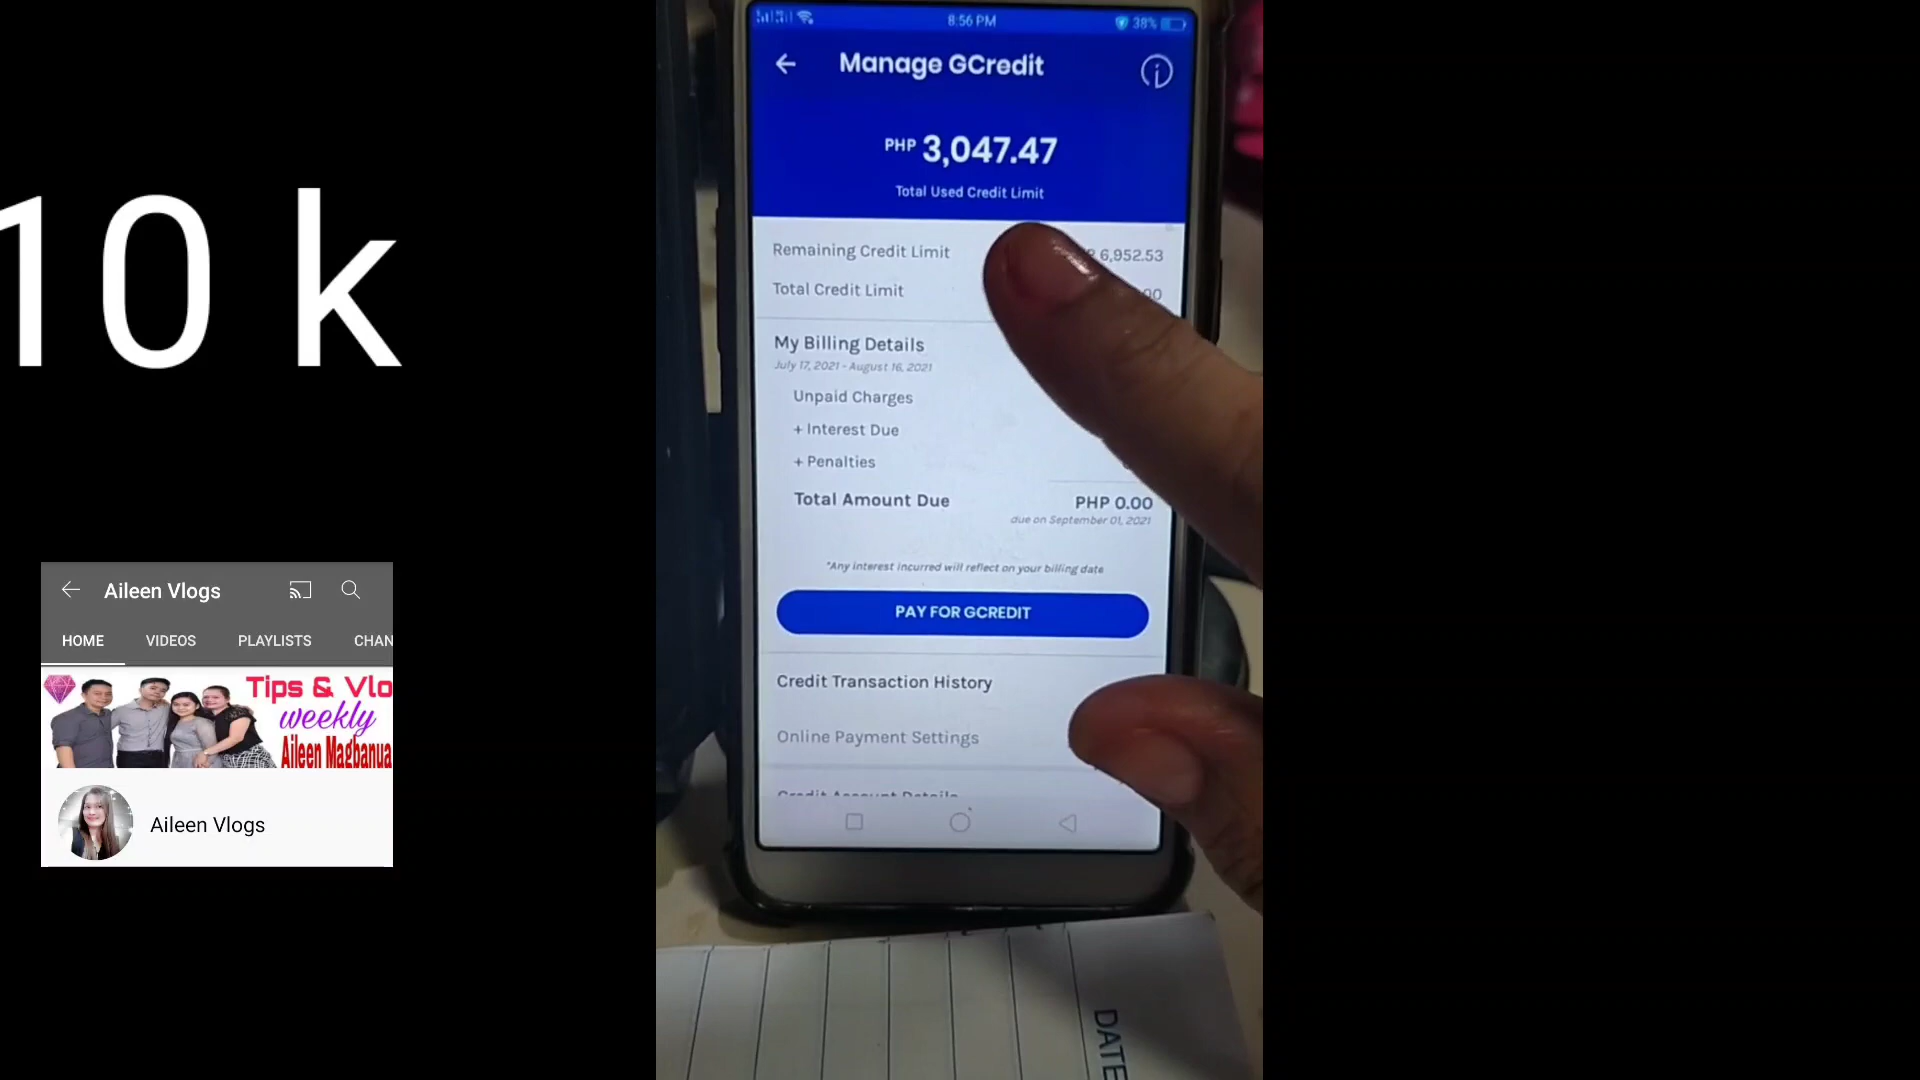 10 k
Aileen Vlogs
HOME VIDEOS PLAYLISTS CHAN
Tips & Vlo
weekly
Aileen Magbanua
Aileen Vlogs
8:56 PM 38%
Manage GCredit
PHP 3,047.47
Total Used Credit Limit
Remaining Credit Limit 6,952.53
Total Credit Limit
My Billing Details
July 17, 2021 - August 16, 2021
Unpaid Charges
+ Interest Due
+ Penalties
Total Amount Due PHP 0.00
due on September 01, 2021
*Any interest incurred will reflect on your billing date
PAY FOR GCREDIT
Credit Transaction History
Online Payment Settings
Credit Account Details
DATE